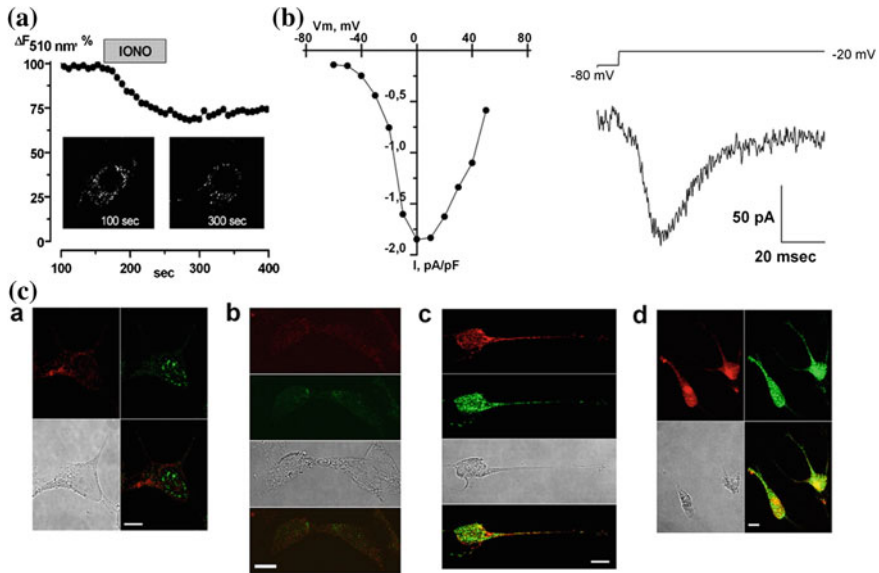 (a)
ΔF 510 nm, %
IONO
100
75
50
25
0
100 sec
300 sec
100 200 300 400
sec
(b)
Vm, mV
-80 -40 0 40 80
-0,5
-1,0
-1,5
-2,0
I, pA/pF
-80 mV
-20 mV
50 pA
20 msec
(c)
a
b
c
d